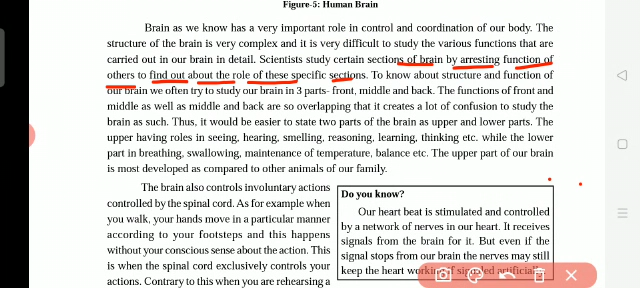 Figure-5: Human Brain
Brain as we know has a very important role in control and coordination of our body. The
structure of the brain is very complex and it is very difficult to study the various functions that are
carried out in our brain in detail. Scientists study certain sections of brain by arresting function of
others to find out about the role of these specific sections. To know about structure and function of
our brain we often try to study our brain in 3 parts- front, middle and back. The functions of front and
middle as well as middle and back are so overlapping that it creates a lot of confusion to study the
brain as such. Thus, it would be easier to state two parts of the brain as upper and lower parts. The
upper having roles in seeing, hearing, smelling, reasoning, learning, thinking etc. while the lower
part in breathing, swallowing, maintenance of temperature, balance etc. The upper part of our brain
is most developed as compared to other animals of our family.
The brain also controls involuntary actions
controlled by the spinal cord. As for example when
you walk, your hands move in a particular manner
according to your footsteps and this happens
without your conscious sense about the action. This
is when the spinal cord exclusively controls your
actions. Contrary to this when you are rehearsing a
Do you know?
Our heart beat is stimulated and controlled
by a network of nerves in our heart. It receives
signals from the brain for it. But even if the
signal stops from our brain the nerves may still
keep the heart working if signaled artificially.